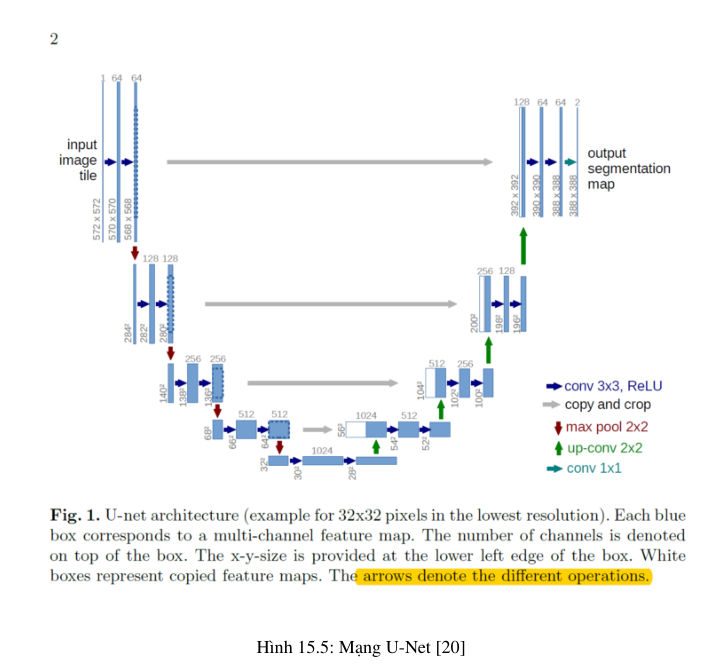 2
1 64 64
128 64 64 2
input
image
tile
output
segmentation
map
572 x 572
570 x 570
568 x 568
392 x 392
390 x 390
388 x 388
388 x 388
128 128
256 128
284²
282²
280²
200²
198²
196²
256 256
512 256
140²
138²
136²
104²
102²
100²
512 512
1024 512
68²
66²
64²
56²
54²
52²
1024
32²
30²
28²
conv 3x3, ReLU
copy and crop
max pool 2x2
up-conv 2x2
conv 1x1
Fig. 1. U-net architecture (example for 32x32 pixels in the lowest resolution). Each blue
box corresponds to a multi-channel feature map. The number of channels is denoted
on top of the box. The x-y-size is provided at the lower left edge of the box. White
boxes represent copied feature maps. The arrows denote the different operations.
Hình 15.5: Mạng U-Net [20]